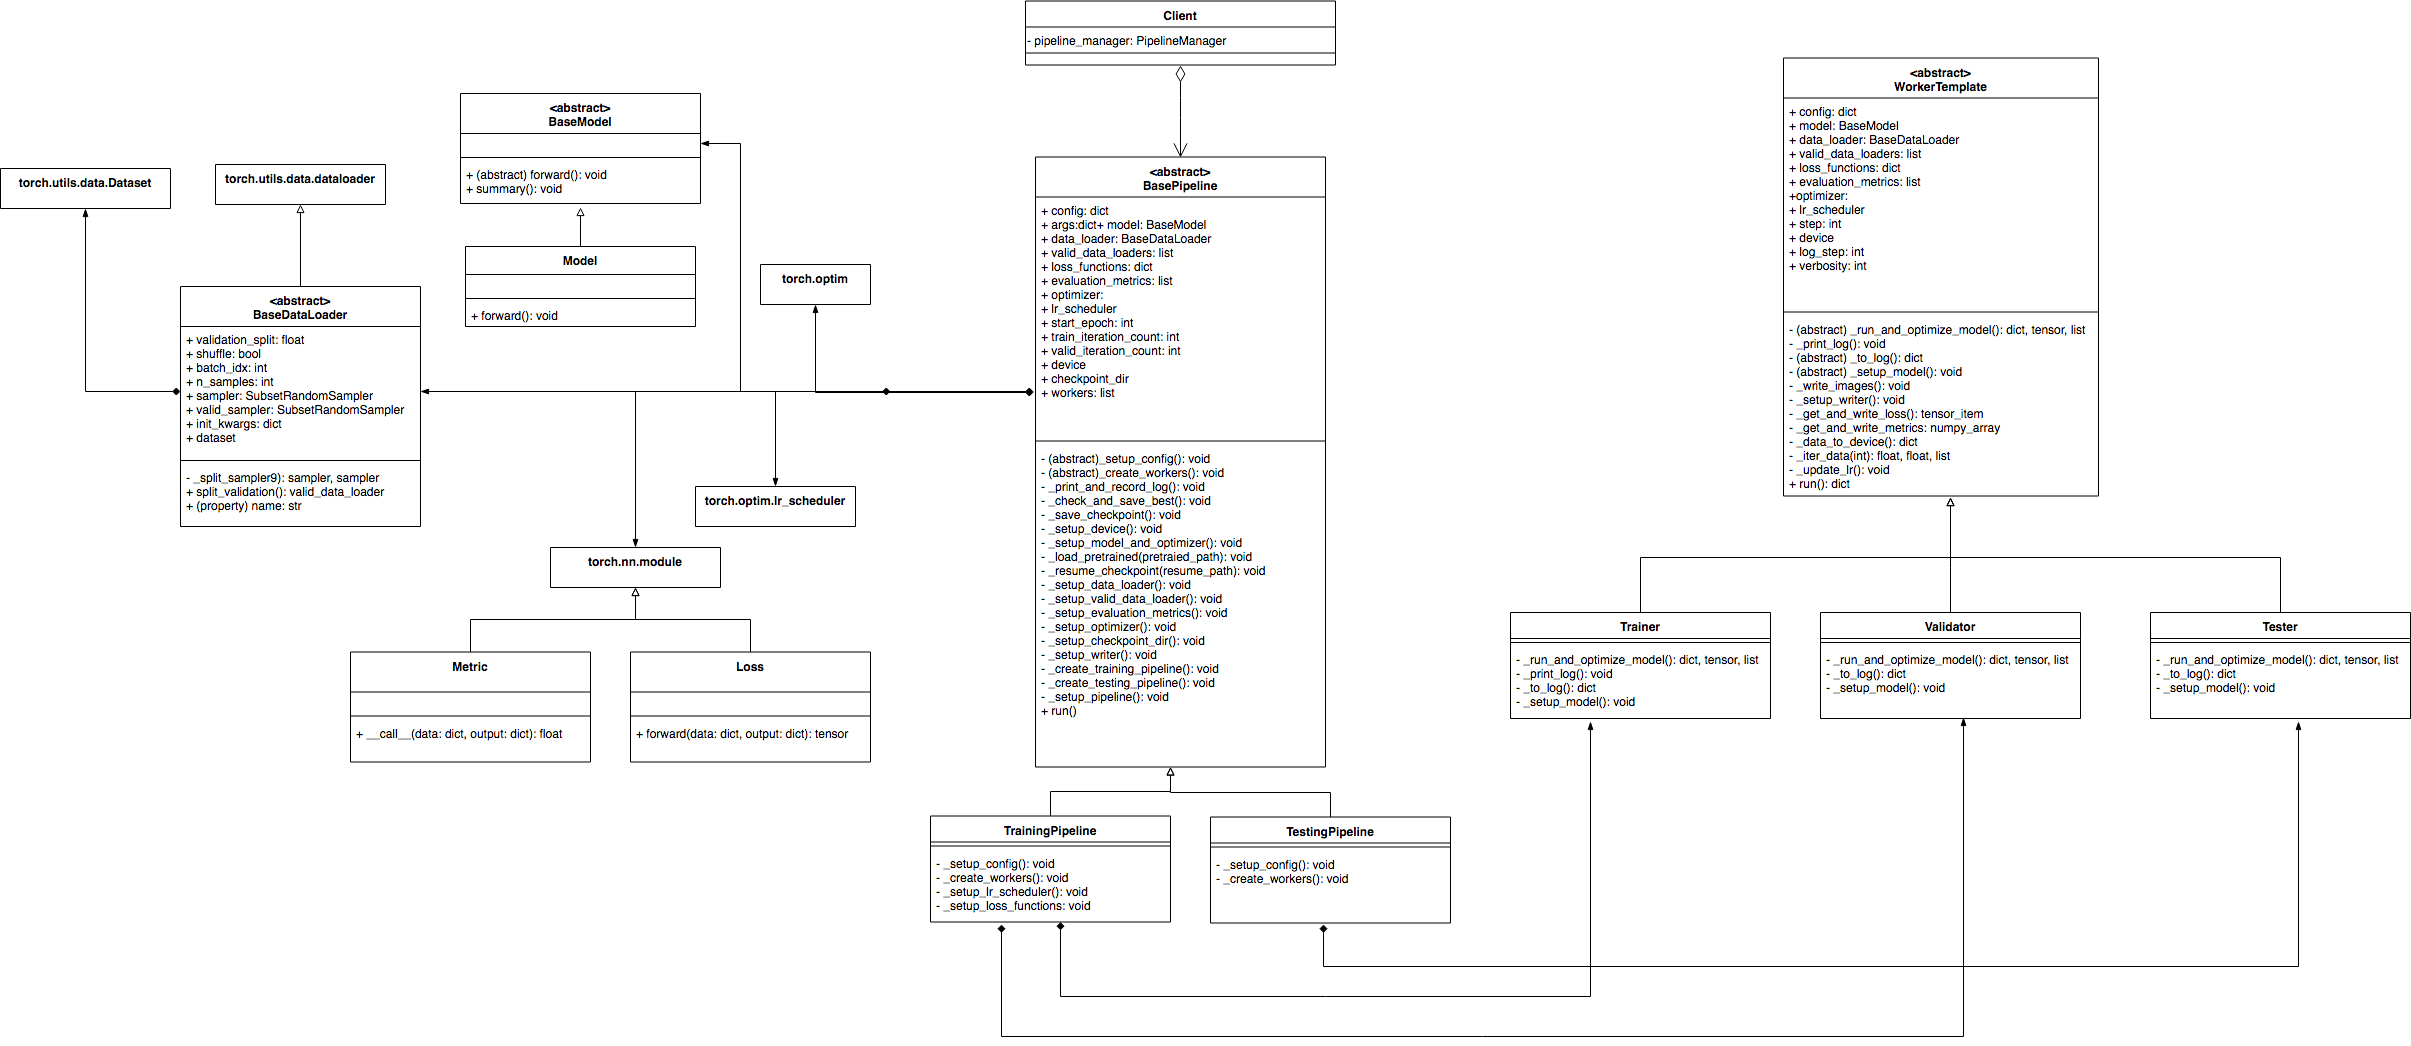 Client
- pipeline_manager: PipelineManager
<abstract>
WorkerTemplate
+ config: dict
+ model: BaseModel
+ data_loader: BaseDataLoader
+ valid_data_loaders: list
+ loss_functions: dict
+ evaluation_metrics: list
+optimizer:
+ lr_scheduler
+ step: int
+ device
+ log_step: int
+ verbosity: int
- (abstract) _run_and_optimize_model(): dict, tensor, list
- _print_log(): void
- (abstract) _to_log(): dict
- (abstract) _setup_model(): void
- _write_images(): void
- _setup_writer(): void
- _get_and_write_loss(): tensor_item
- _get_and_write_metrics: numpy_array
- _data_to_device(): dict
- _iter_data(int): float, float, list
- _update_lr(): void
+ run(): dict
<abstract>
BaseModel
+ (abstract) forward(): void
+ summary(): void
torch.utils.data.Dataset
torch.utils.data.dataloader
<abstract>
BasePipeline
+ config: dict
+ args:dict+ model: BaseModel
+ data_loader: BaseDataLoader
+ valid_data_loaders: list
+ loss_functions: dict
+ evaluation_metrics: list
+ optimizer:
+ lr_scheduler
+ start_epoch: int
+ train_iteration_count: int
+ valid_iteration_count: int
+ device
+ checkpoint_dir
+ workers: list
- (abstract)_setup_config(): void
- (abstract)_create_workers(): void
- _print_and_record_log(): void
- _check_and_save_best(): void
- _save_checkpoint(): void
- _setup_device(): void
- _setup_model_and_optimizer(): void
- _load_pretrained(pretraied_path): void
- _resume_checkpoint(resume_path): void
- _setup_data_loader(): void
- _setup_valid_data_loader(): void
- _setup_evaluation_metrics(): void
- _setup_optimizer(): void
- _setup_checkpoint_dir(): void
- _setup_writer(): void
- _create_training_pipeline(): void
- _create_testing_pipeline(): void
- _setup_pipeline(): void
+ run()
Model
+ forward(): void
torch.optim
<abstract>
BaseDataLoader
+ validation_split: float
+ shuffle: bool
+ batch_idx: int
+ n_samples: int
+ sampler: SubsetRandomSampler
+ valid_sampler: SubsetRandomSampler
+ init_kwargs: dict
+ dataset
- _split_sampler9): sampler, sampler
+ split_validation(): valid_data_loader
+ (property) name: str
torch.optim.lr_scheduler
torch.nn.module
Metric
+ __call__(data: dict, output: dict): float
Loss
+ forward(data: dict, output: dict): tensor
Trainer
- _run_and_optimize_model(): dict, tensor, list
- _print_log(): void
- _to_log(): dict
- _setup_model(): void
Validator
- _run_and_optimize_model(): dict, tensor, list
- _to_log(): dict
- _setup_model(): void
Tester
- _run_and_optimize_model(): dict, tensor, list
- _to_log(): dict
- _setup_model(): void
TrainingPipeline
- _setup_config(): void
- _create_workers(): void
- _setup_lr_scheduler(): void
- _setup_loss_functions: void
TestingPipeline
- _setup_config(): void
- _create_workers(): void